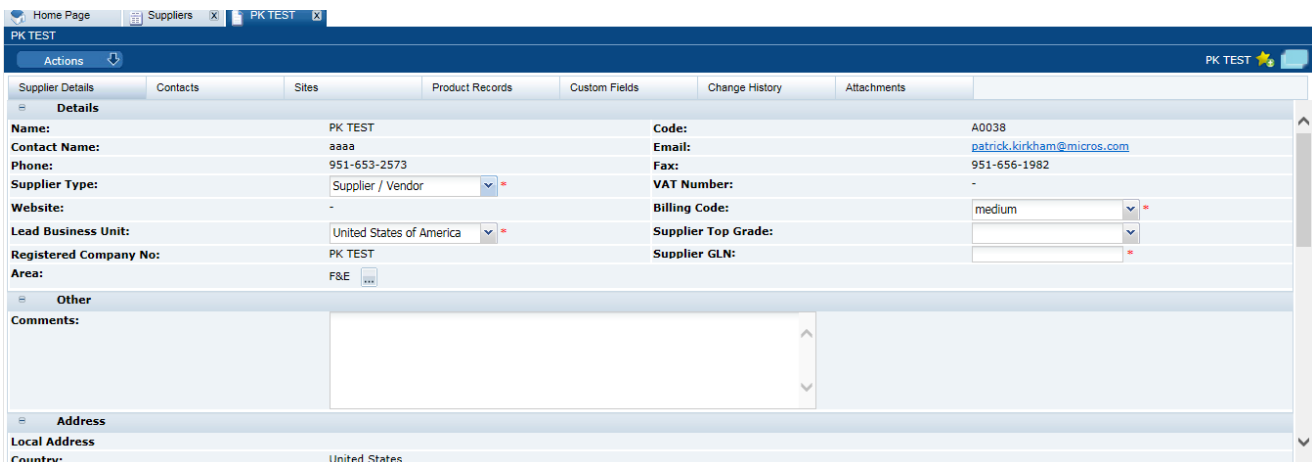 Home Page Suppliers X PK TEST X
PK TEST
Actions PK TEST
Supplier Details Contacts Sites Product Records Custom Fields Change History Attachments
Details
Name: PK TEST Code: A0038
Contact Name: aaaa Email: patrick.kirkham@micros.com
Phone: 951-653-2573 Fax: 951-656-1982
Supplier Type: Supplier / Vendor * VAT Number: -
Website: - Billing Code: medium *
Lead Business Unit: United States of America * Supplier Top Grade:
Registered Company No: PK TEST Supplier GLN: *
Area: F&E ...
Other
Comments:
Address
Local Address
Country: United States